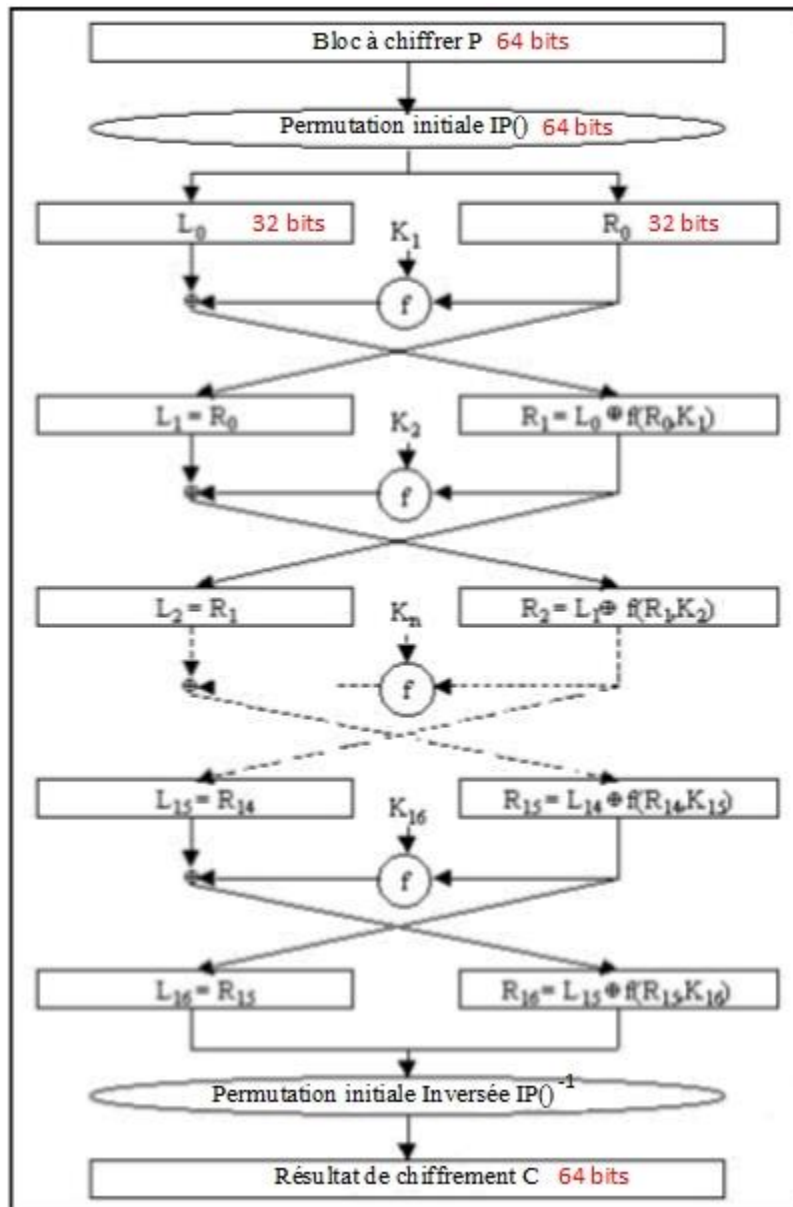 Bloc à chiffrer P 64 bits
Permutation initiale IP() 64 bits
L₀ 32 bits
K₁
R₀ 32 bits
⊕
f
L₁ = R₀
K₂
R₁ = L₀ ⊕ f(R₀,K₁)
⊕
f
L₂ = R₁
Kₙ
R₂ = L₁ ⊕ f(R₁,K₂)
⊕
f
L₁₅ = R₁₄
K₁₆
R₁₅ = L₁₄ ⊕ f(R₁₄,K₁₅)
⊕
f
L₁₆ = R₁₅
R₁₆ = L₁₅ ⊕ f(R₁₅,K₁₆)
Permutation initiale Inversée IP()⁻¹
Résultat de chiffrement C 64 bits